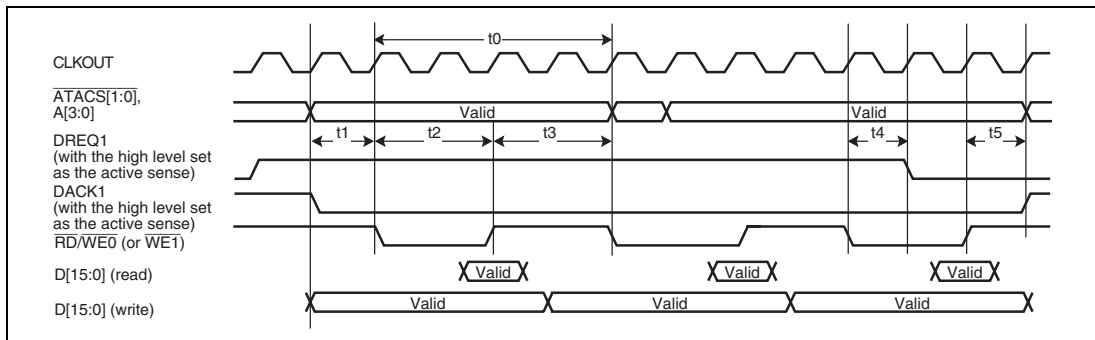 t0
CLKOUT
ATACS[1:0],
A[3:0]
Valid
Valid
t1
t2
t3
t4
t5
DREQ1
(with the high level set
as the active sense)
DACK1
(with the high level set
as the active sense)
RD/WE0 (or WE1)
D[15:0] (read)
Valid
Valid
Valid
D[15:0] (write)
Valid
Valid
Valid